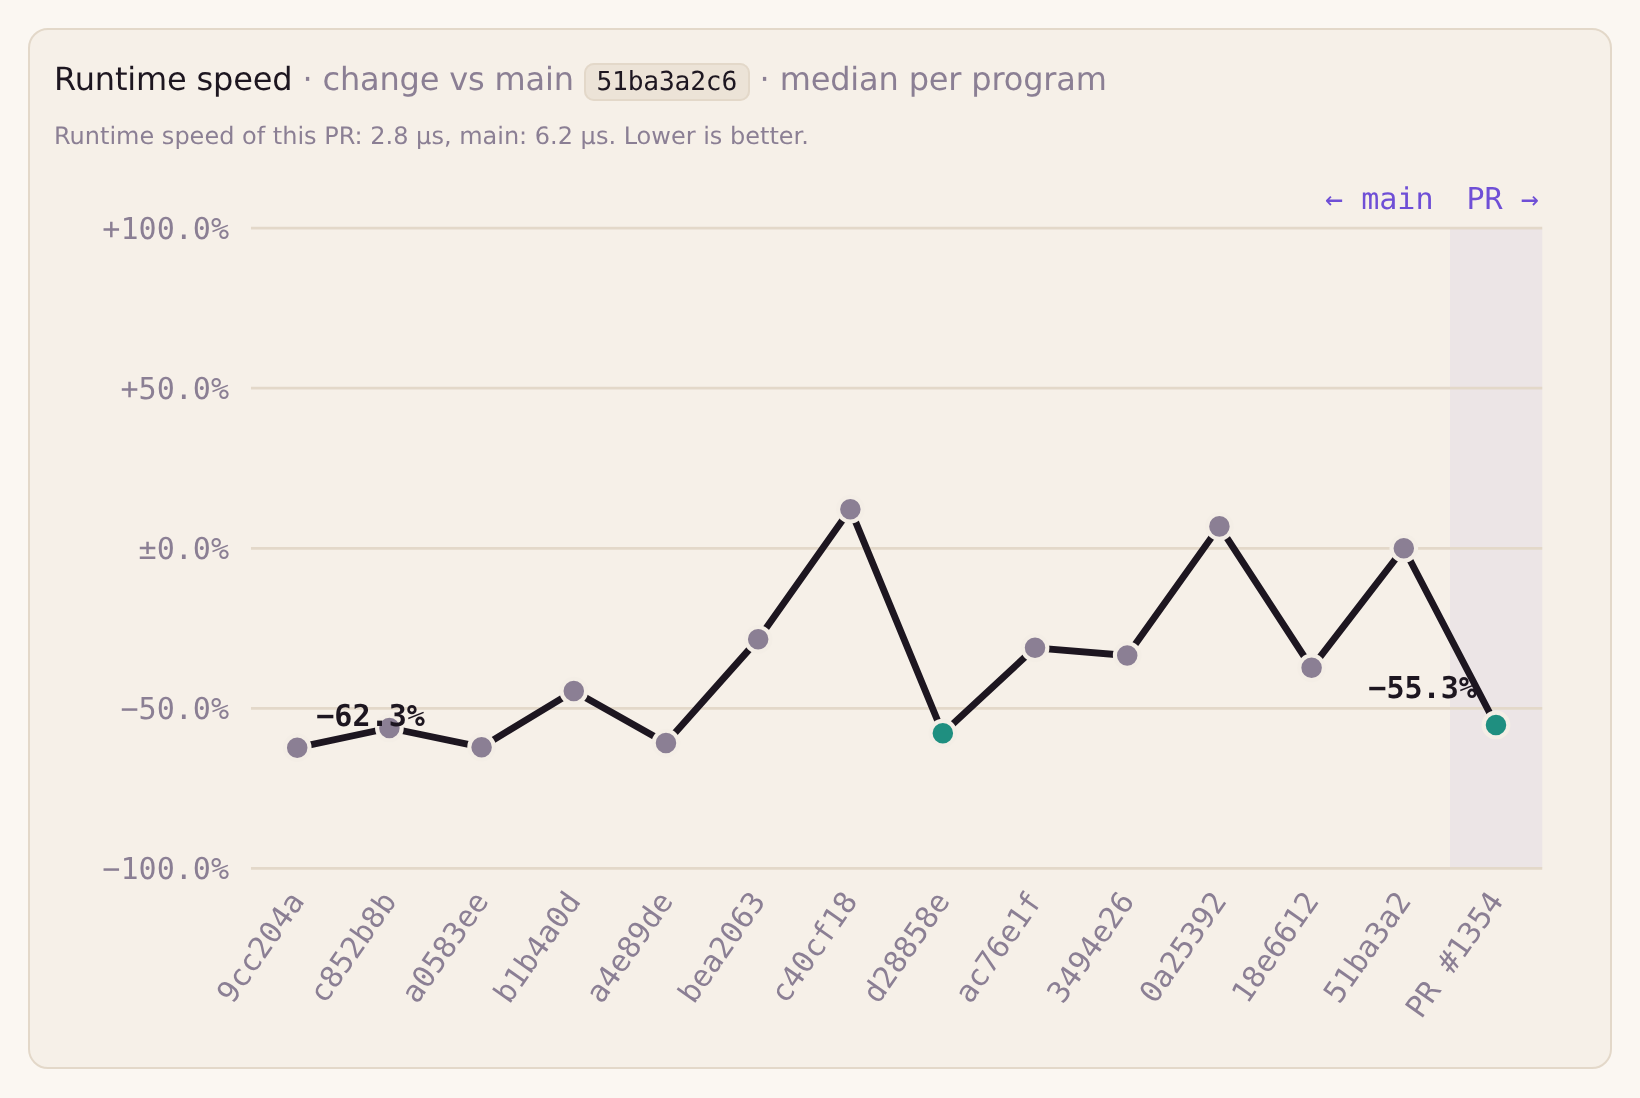 Runtime speed · change vs main 51ba3a2c6 · median per program
Runtime speed of this PR: 2.8 µs, main: 6.2 µs. Lower is better.
← main PR →
+100.0%
+50.0%
±0.0%
−50.0%
−100.0%
−62.3%
−55.3%
9cc204a
c852b8b
a0583ee
b1b4a0d
a4e89de
bea2063
c40cf18
d28858e
ac76e1f
3494e26
0a25392
18e6612
51ba3a2
PR #1354